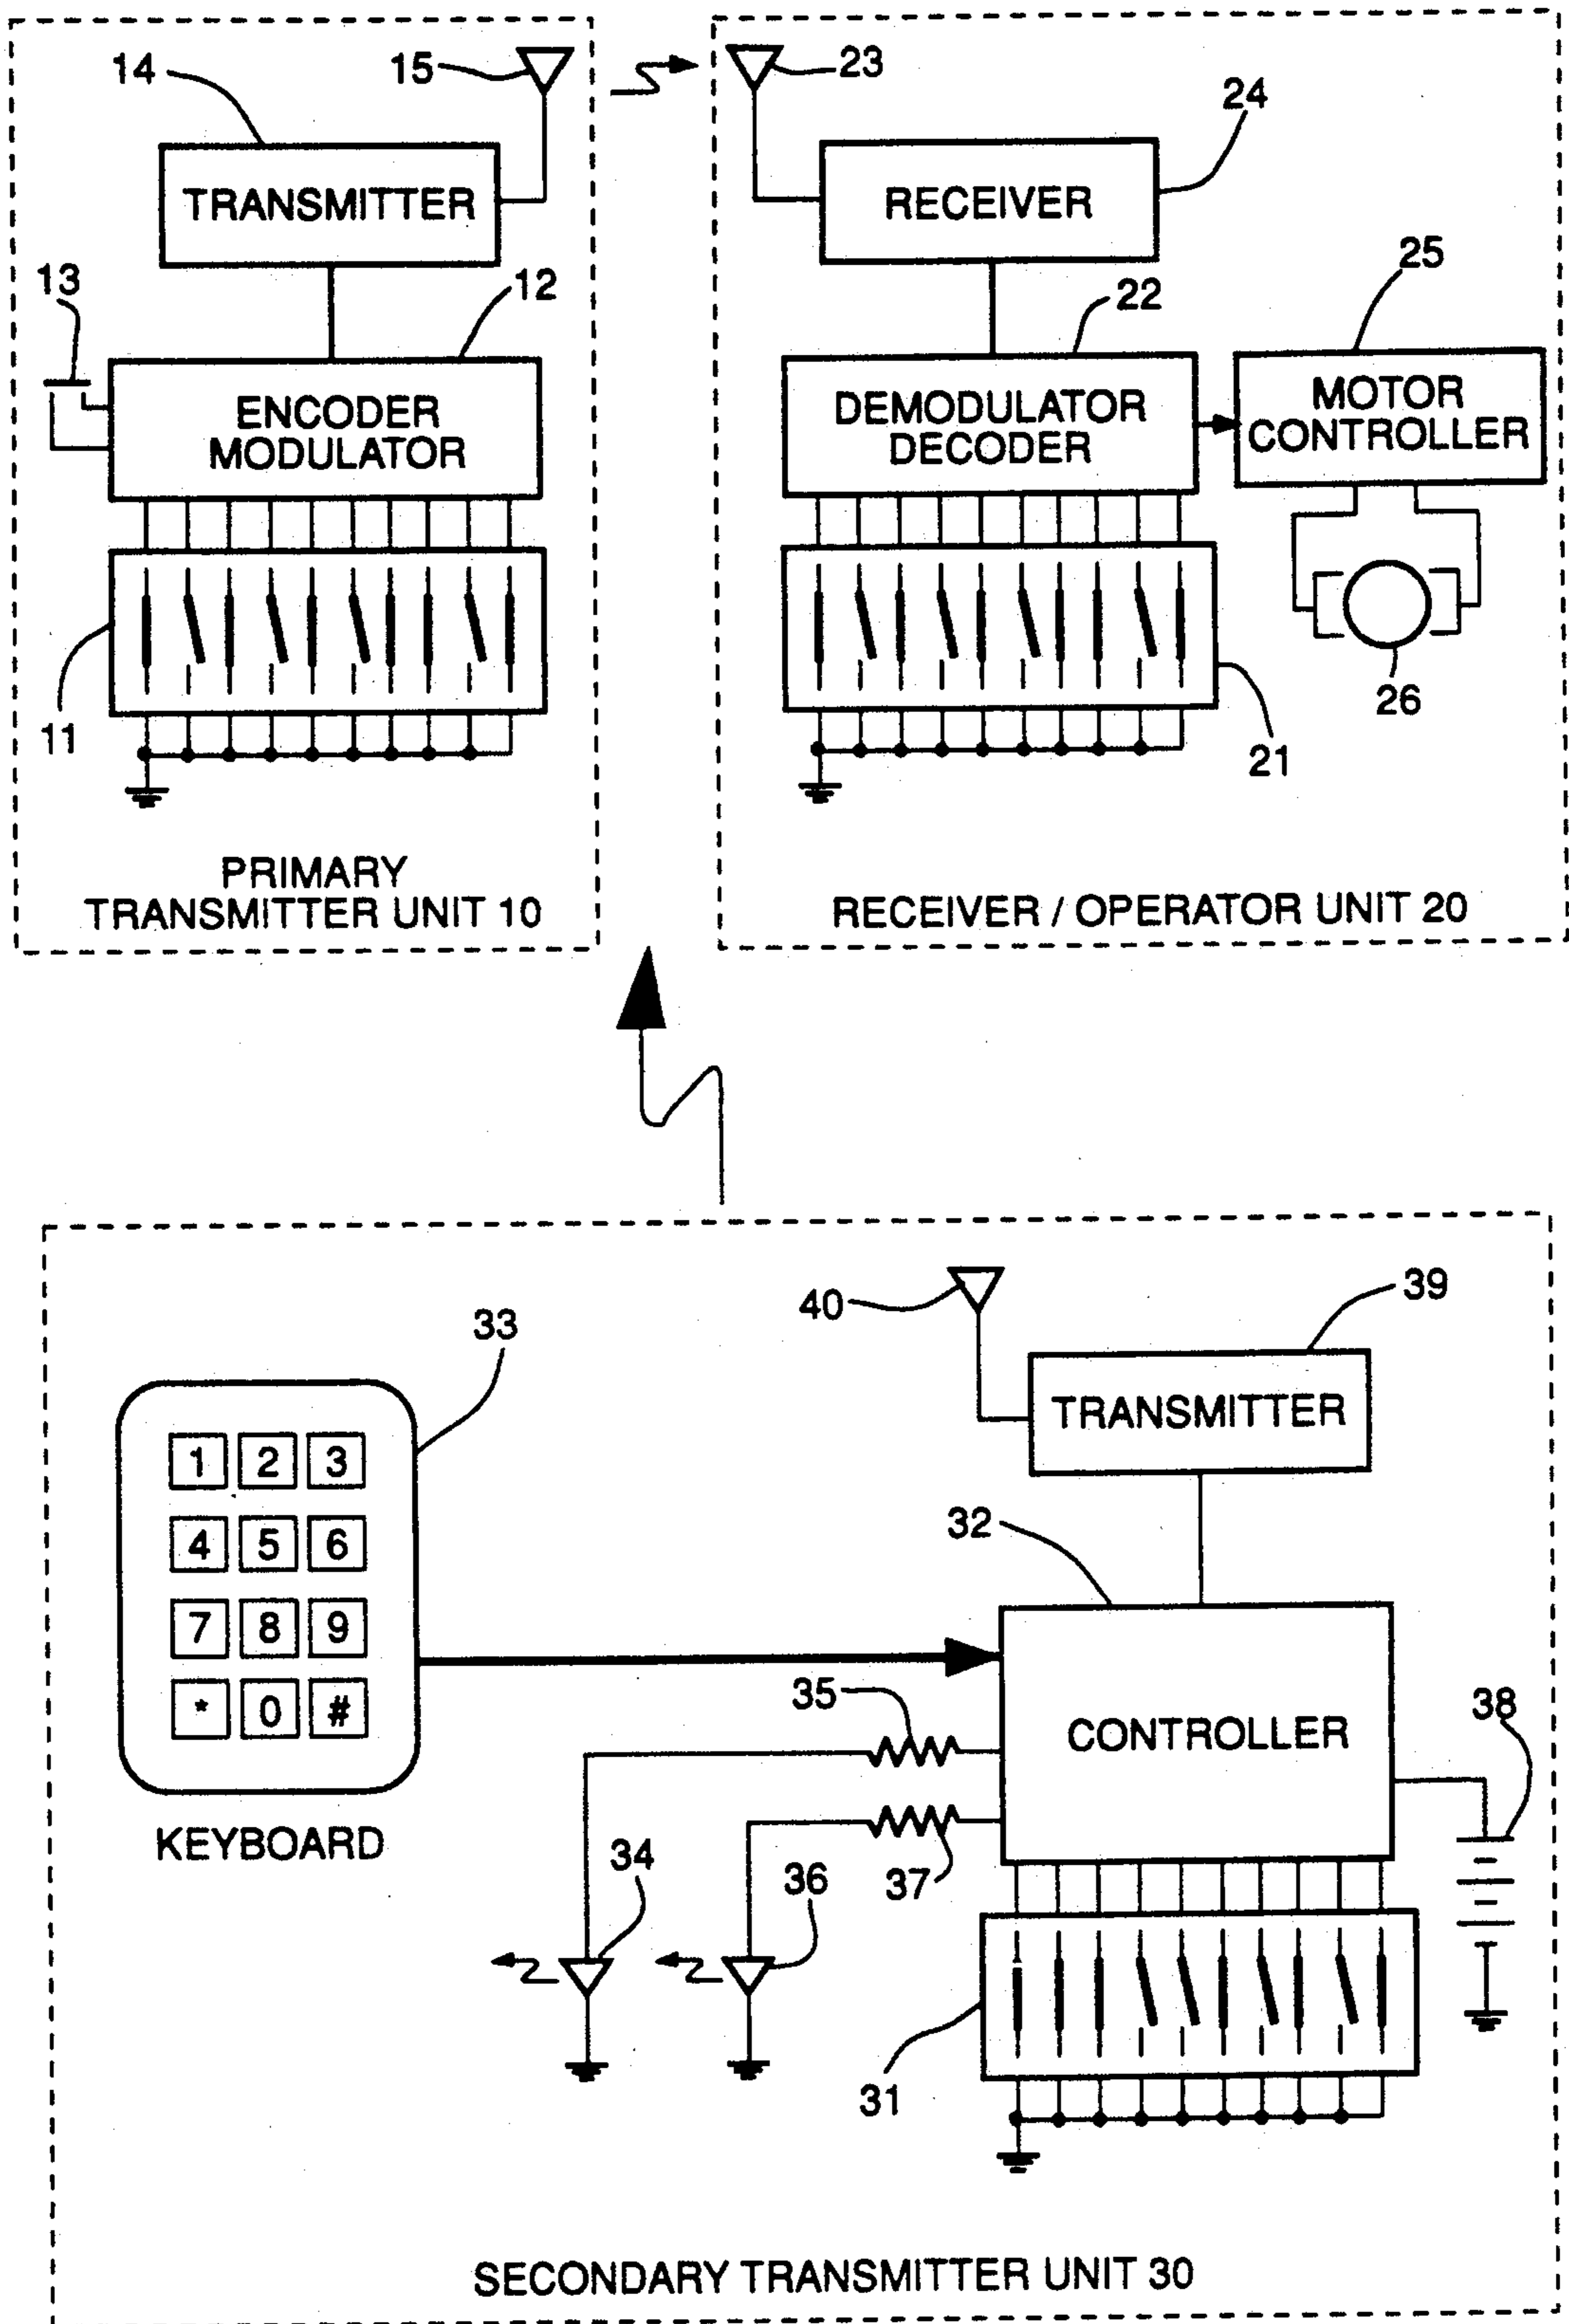 14
15
23
24
TRANSMITTER
RECEIVER
13
12
22
25
ENCODER
MODULATOR
DEMODULATOR
DECODER
MOTOR
CONTROLLER
11
26
21
PRIMARY
TRANSMITTER UNIT 10
RECEIVER / OPERATOR UNIT 20
40
39
33
TRANSMITTER
1 2 3
32
4 5 6
7 8 9
35
* 0 #
CONTROLLER
38
KEYBOARD
34
36
37
31
SECONDARY TRANSMITTER UNIT 30